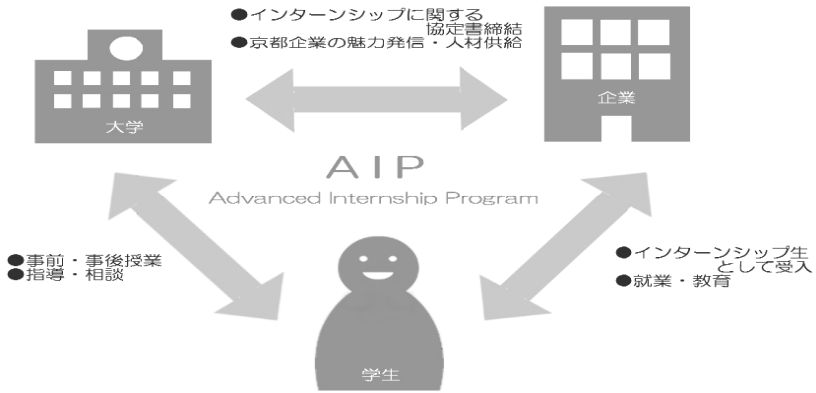 ●インターンシップに関する
協定書締結
●京都企業の魅力発信・人材供給
大学
企業
AIP
Advanced Internship Program
●事前・事後授業
●指導・相談
●インターンシップ生
として受入
●就業・教育
学生